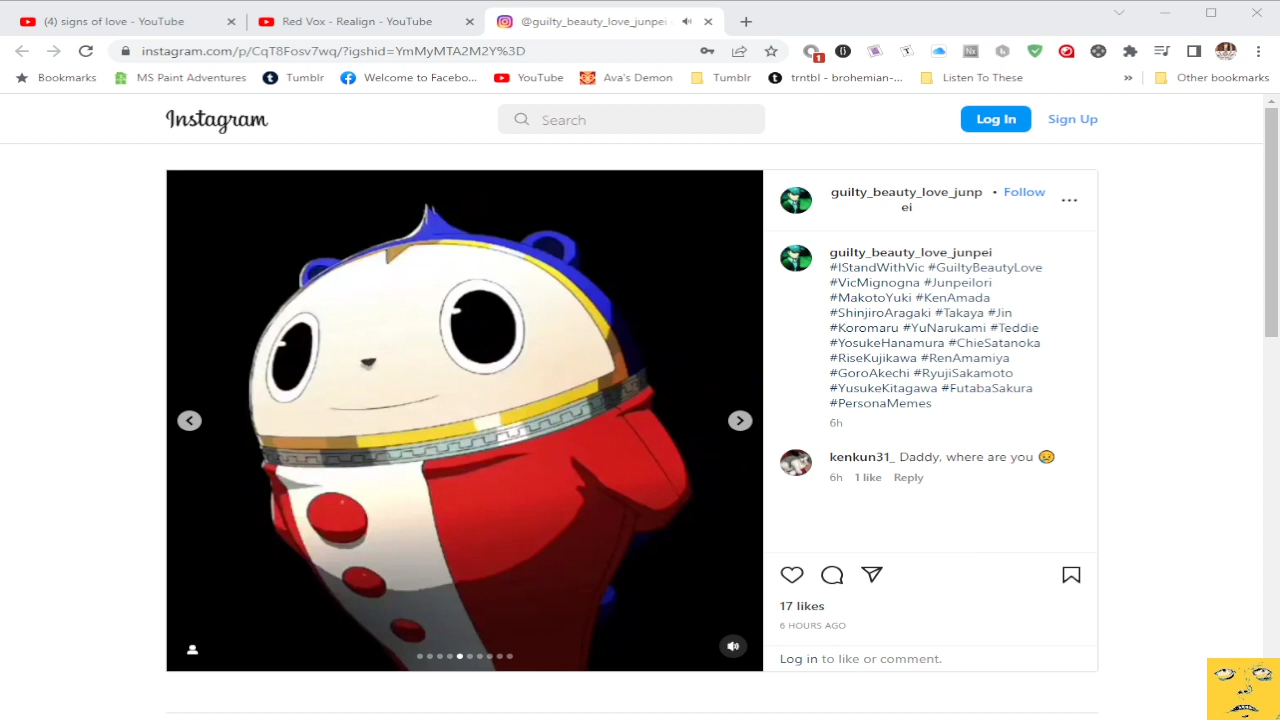 (4) signs of love - YouTube
Red Vox - Realign - YouTube
@guilty_beauty_love_junpei
instagram.com/p/CqT8Fosv7wq/?igshid=YmMyMTA2M2Y%3D
1
Bookmarks
MS Paint Adventures
Tumblr
Welcome to Facebo...
YouTube
Ava's Demon
Tumblr
trntbl - brohemian-...
Listen To These
»
Other bookmarks
Instagram
Search
Log In
Sign Up
guilty_beauty_love_junp
ei
• Follow
guilty_beauty_love_junpei
#IStandWithVic #GuiltyBeautyLove
#VicMignogna #JunpeiIori
#MakotoYuki #KenAmada
#ShinjiroAragaki #Takaya #Jin
#Koromaru #YuNarukami #Teddie
#YosukeHanamura #ChieSatanoka
#RiseKujikawa #RenAmamiya
#GoroAkechi #RyujiSakamoto
#YusukeKitagawa #FutabaSakura
#PersonaMemes
6h
kenkun31_ Daddy, where are you 😥
6h 1 like Reply
17 likes
6 HOURS AGO
Log in to like or comment.